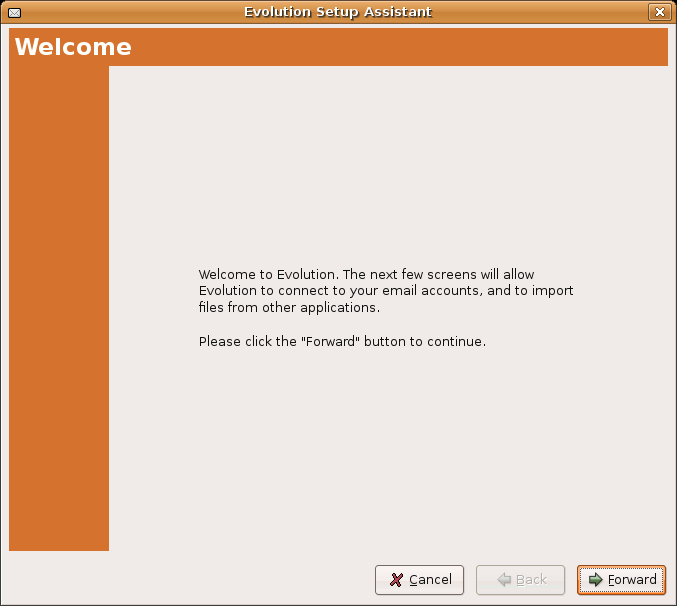 Evolution Setup Assistant
Welcome
Welcome to Evolution. The next few screens will allow
Evolution to connect to your email accounts, and to import
files from other applications.
Please click the "Forward" button to continue.
Cancel
Back
Forward